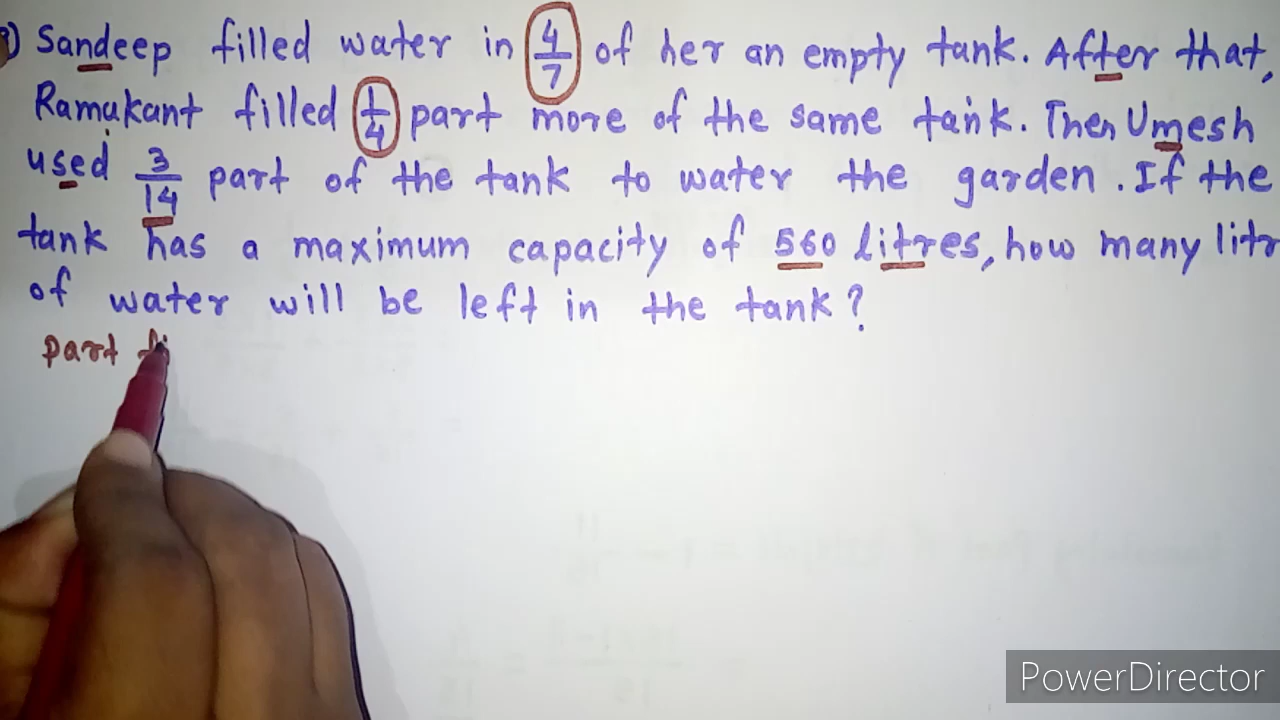 ) Sandeep filled water in 4/7 of her an empty tank. After that,
Ramakant filled 1/4 part more of the same tank. Then Umesh
used 3/14 part of the tank to water the garden. If the
tank has a maximum capacity of 560 litres, how many litr
of water will be left in the tank?
part fi
PowerDirector